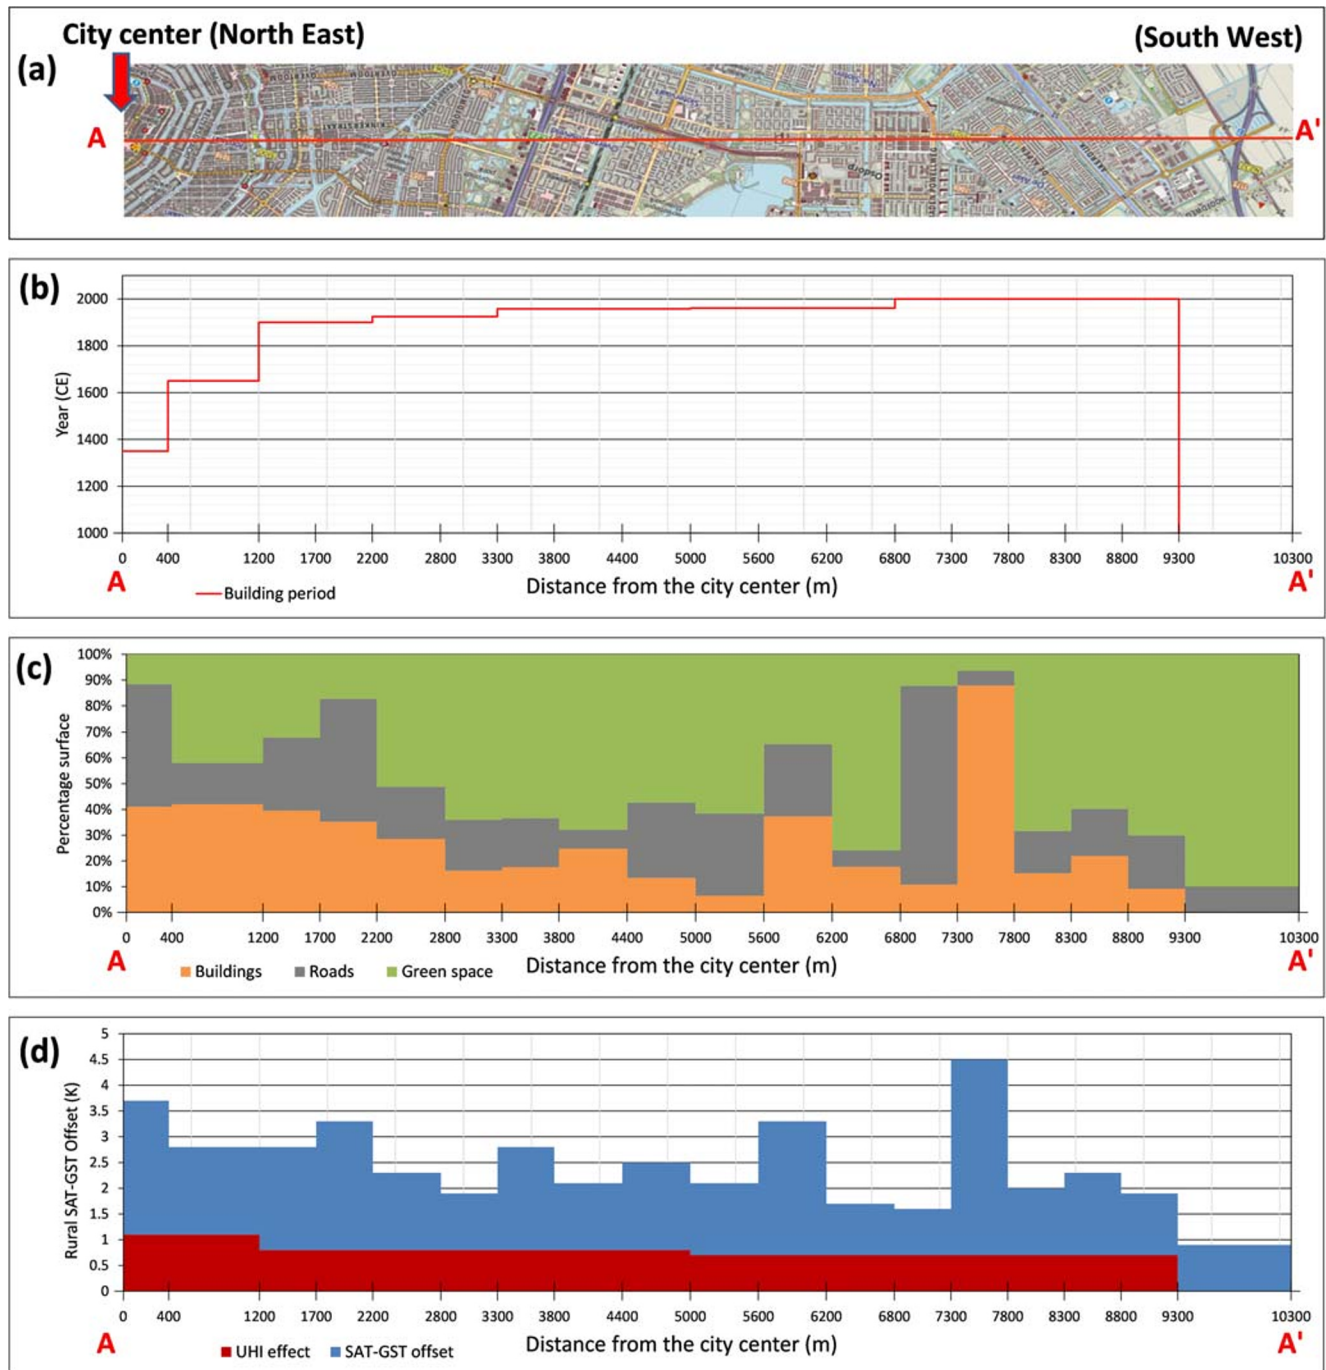 City center (North East)
(South West)
(a)
A
A'
OVERTOOM
Osdorp
(b)
2000
1800
1600
1400
1200
1000
Year (CE)
0 400 1200 1700 2200 2800 3300 3800 4400 5000 5600 6200 6800 7300 7800 8300 8800 9300 10300
A
Distance from the city center (m)
A'
Building period
(c)
100%
90%
80%
70%
60%
50%
40%
30%
20%
10%
0%
Percentage surface
0 400 1200 1700 2200 2800 3300 3800 4400 5000 5600 6200 6800 7300 7800 8300 8800 9300 10300
A
Distance from the city center (m)
A'
Buildings Roads Green space
(d)
5
4.5
4
3.5
3
2.5
2
1.5
1
0.5
0
Rural SAT-GST Offset (K)
0 400 1200 1700 2200 2800 3300 3800 4400 5000 5600 6200 6800 7300 7800 8300 8800 9300 10300
A
Distance from the city center (m)
A'
UHI effect SAT-GST offset